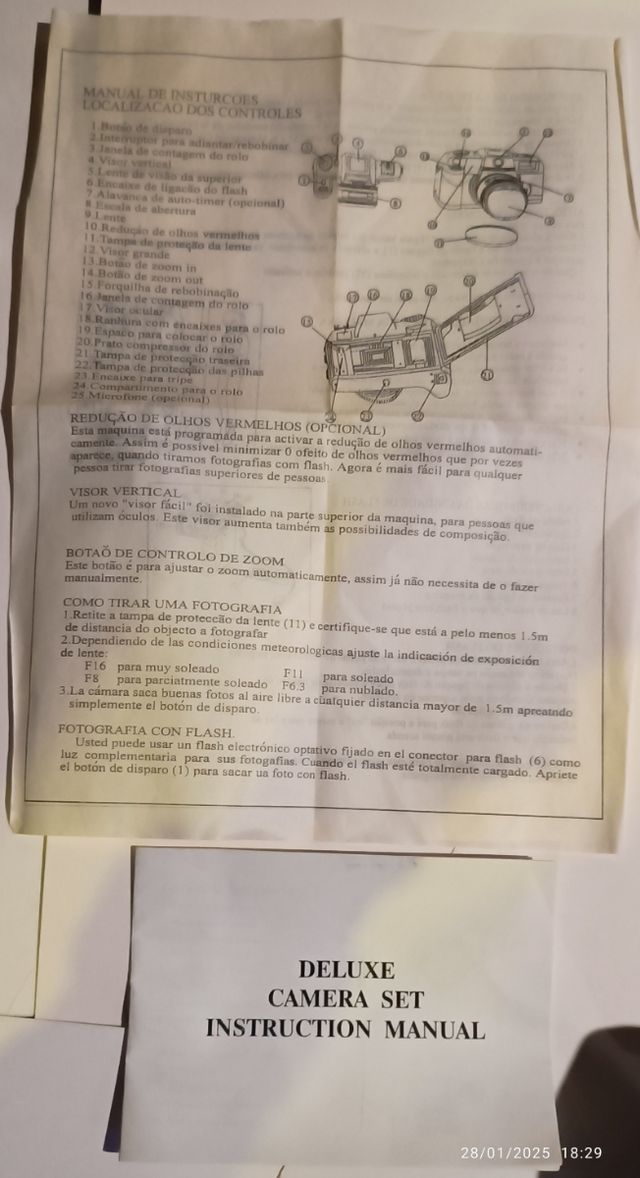 MANUAL DE INSTURCOES
LOCALIZACAO DOS CONTROLES
1.Botao de disparo
2.Interruptor para adiantar/rebobinar
3.Janela de contagem do rolo
4.Visor vertical
5.Lente de visão da superior
6.Encaixe de ligação do flash
7.Alavanca de auto-timer (opcional)
8.Escala de abertura
9.Lente
10.Redução de olhos vermelhos
11.Tampa de proteção da lente
12.Visor grande
13.Botão de zoom in
14.Botão de zoom out
15.Forquilha de rebobinação
16.Janela de contagem do rolo
17.Visor ocular
18.Ranhura com encaixes para o rolo
19.Espaco para colocar o rolo
20.Prato compressor do rolo
21.Tampa de protecção traseira
22.Tampa de protecção das pilhas
23.Encaixe para tripe
24.Compartimento para o rolo
25.Microfone (opcional)
REDUÇÃO DE OLHOS VERMELHOS (OPCIONAL)
Esta maquina está programada para activar a redução de olhos vermelhos automati-
camente. Assim é possivel minimizar 0 ofeito de olhos vermelhos que por vezes
aparece, quando tiramos fotografias com flash. Agora é mais fácil para qualquer
pessoa tirar fotografias superiores de pessoas
VISOR VERTICAL
Um novo "visor fácil" foi instalado na parte superior da maquina, para pessoas que
utilizam óculos. Este visor aumenta também as possibilidades de composição.
BOTAÕ DE CONTROLO DE ZOOM
Este botão é para ajustar o zoom automaticamente, assim já não necessita de o fazer
manualmente.
COMO TIRAR UMA FOTOGRAFIA
1.Retite a tampa de protecção da lente (11) e certifique-se que está a pelo menos 1.5m
de distancia do objecto a fotografar
2.Dependiendo de las condiciones meteorologicas ajuste la indicación de exposición
de lente:
F16 para muy soleado F11 para soleado
F8 para parciatmente soleado F6.3 para nublado.
3.La cámara saca buenas fotos al aire libre a cualquier distancia mayor de 1.5m apretando
simplemente el botón de disparo.
FOTOGRAFIA CON FLASH.
Usted puede usar un flash electrónico optativo fijado en el conector para flash (6) como
luz complementaria para sus fotogafias. Cuando el flash esté totalmente cargado. Apriete
el botón de disparo (1) para sacar ua foto con flash.
DELUXE
CAMERA SET
INSTRUCTION MANUAL
28/01/2025 18:29